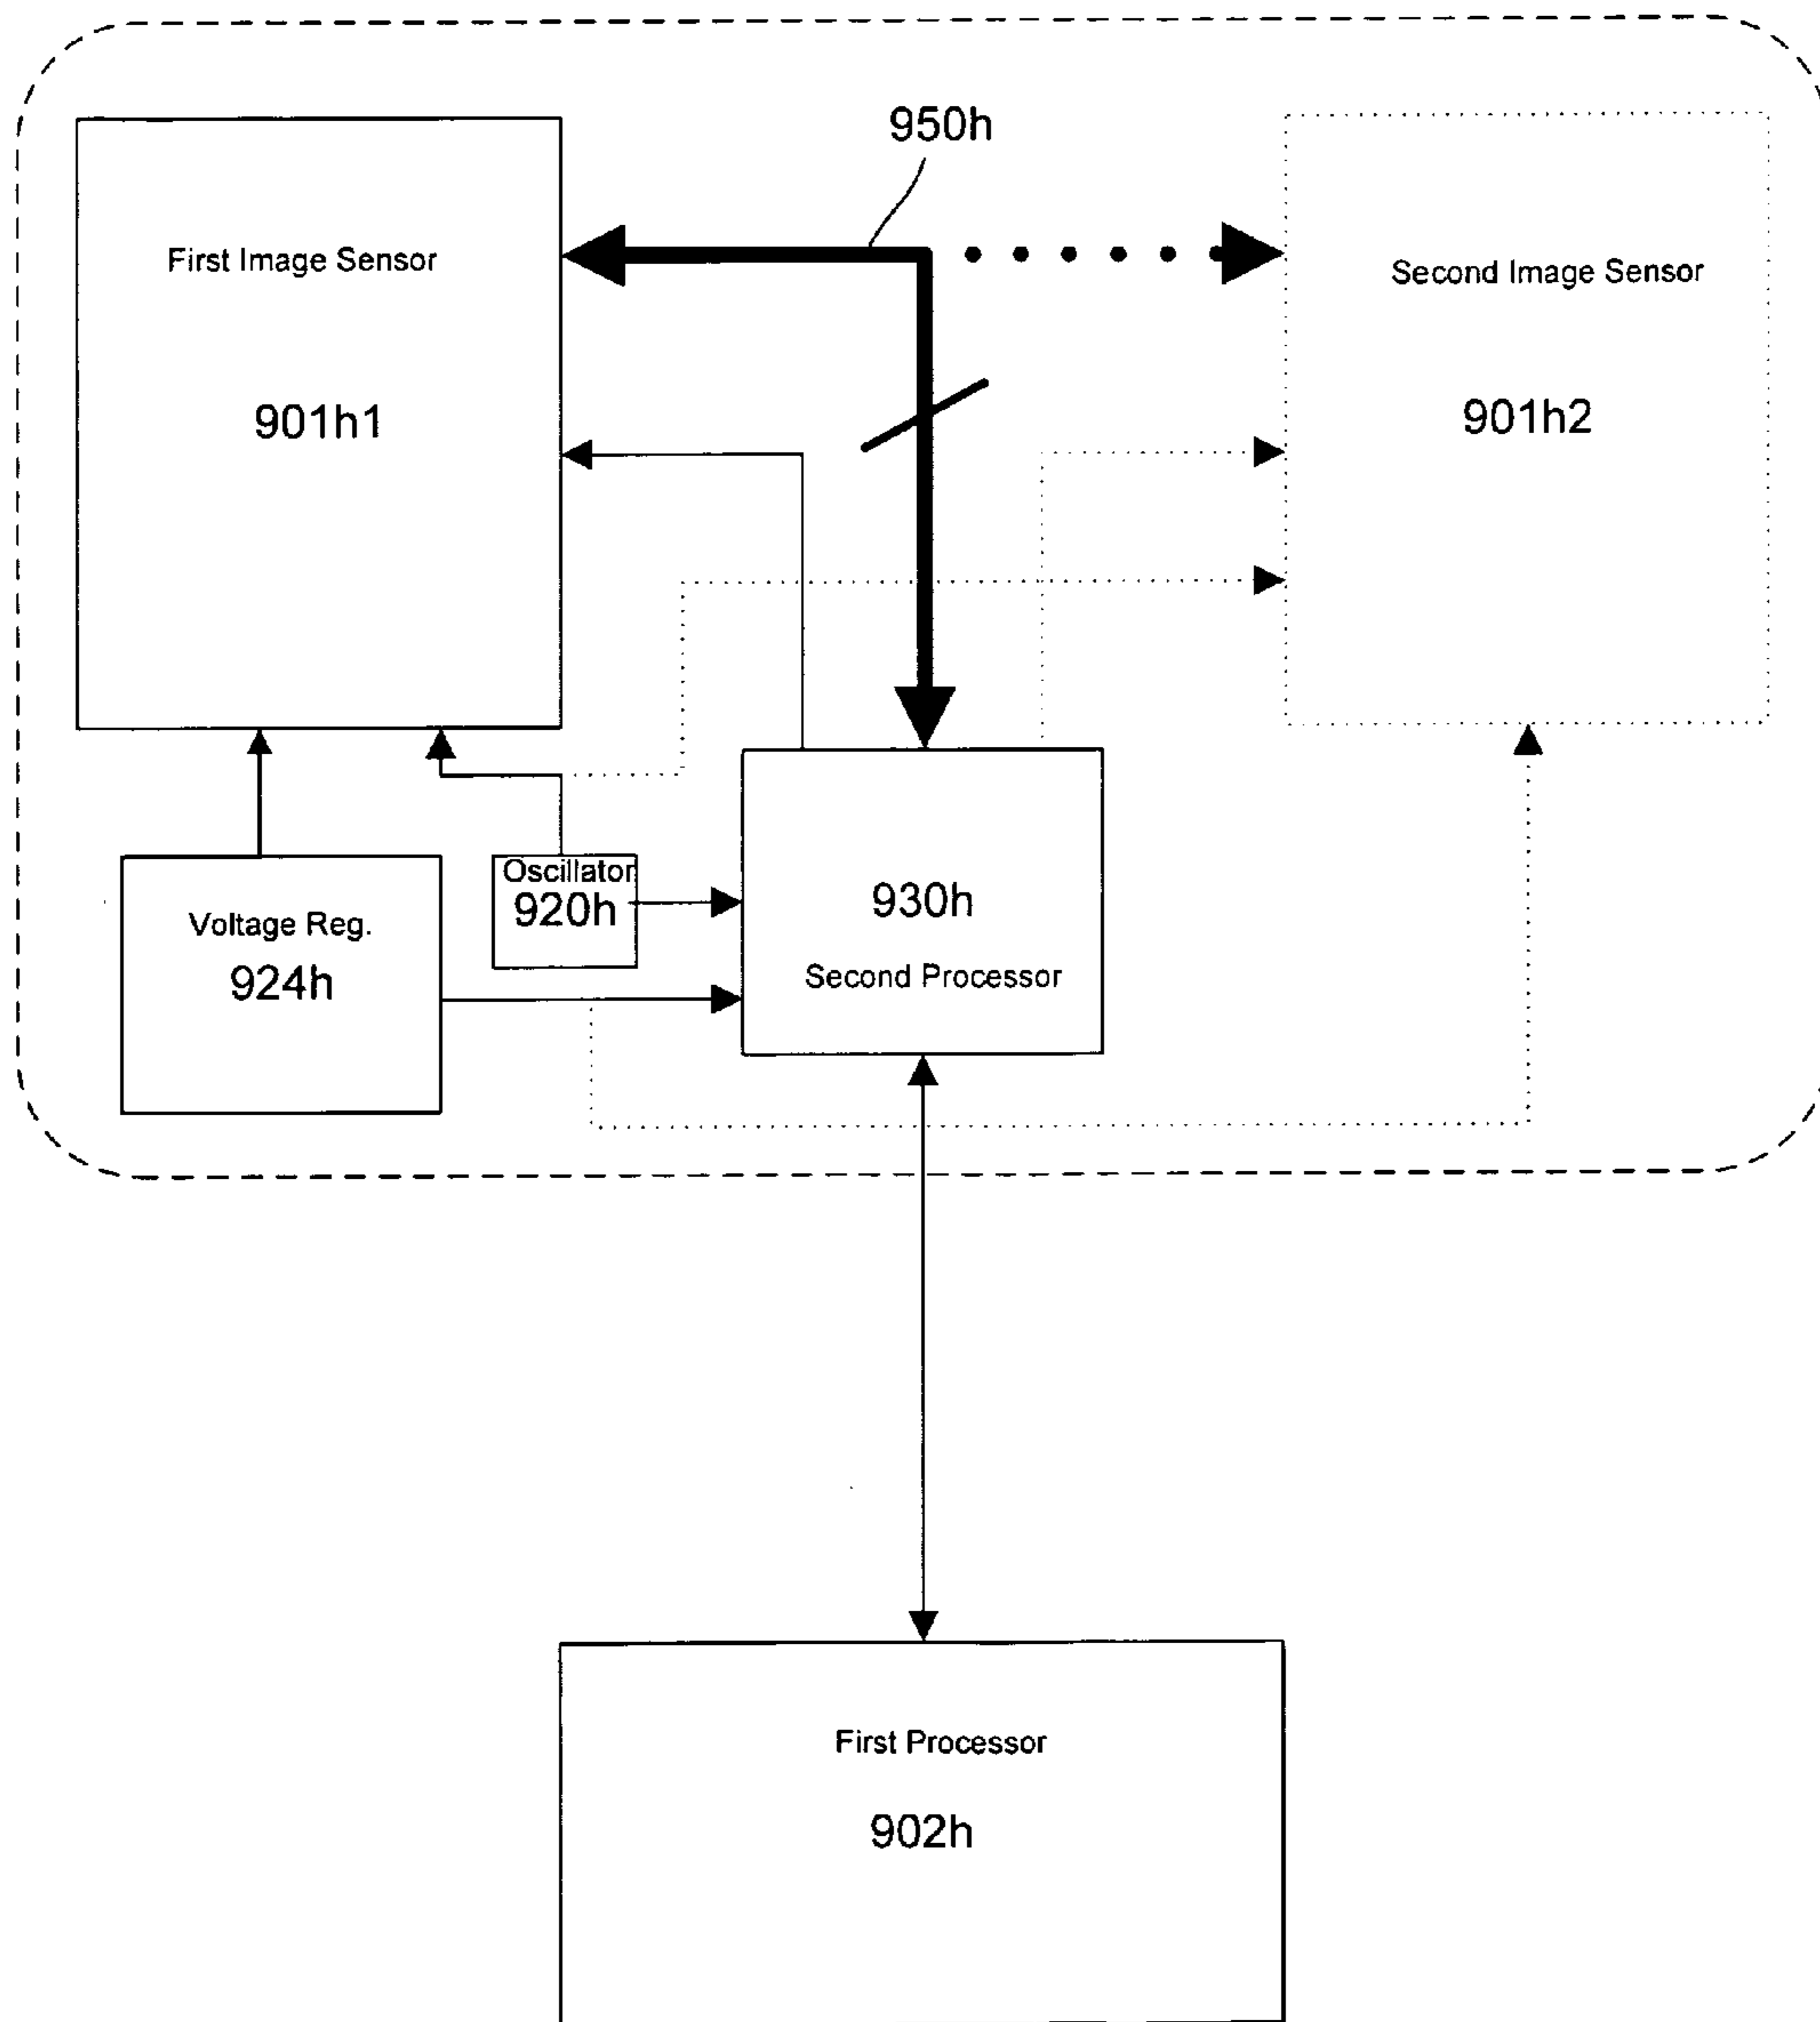 950h
First Image Sensor
901h1
Second Image Sensor
901h2
Oscillator
920h
Voltage Reg.
924h
930h
Second Processor
First Processor
902h